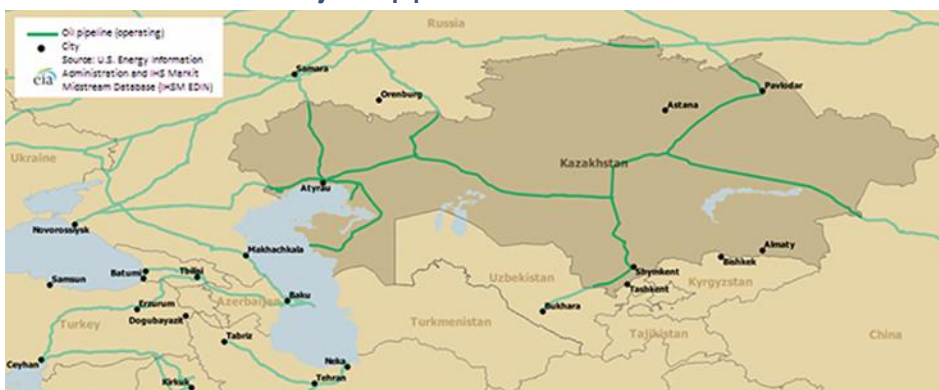 Oil pipeline (operating)
City
Source: U.S. Energy Information
Administration and IHS Markit
Midstream Database (IHSM EDIN)
eia
Russia
Samara
Orenburg
Astana
Pavlodar
Ukraine
Kazakhstan
Atyrau
Novorossiysk
Makhachkala
Almaty
Bishkek
Shymkent
Tashkent
Uzbekistan
Kyrgyzstan
Samsun
Batumi
Tbilisi
Baku
Azerbaijan
Erzurum
Bukhara
Turkey
Dogubayazit
Turkmenistan
Tajikistan
China
Tabriz
Ceyhan
Neka
Tehran
Kirkuk